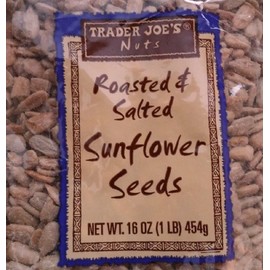 TRADER JOE'S
Nuts
Roasted &
Salted
Sunflower
Seeds
NET WT. 16 OZ (1 LB) 454g